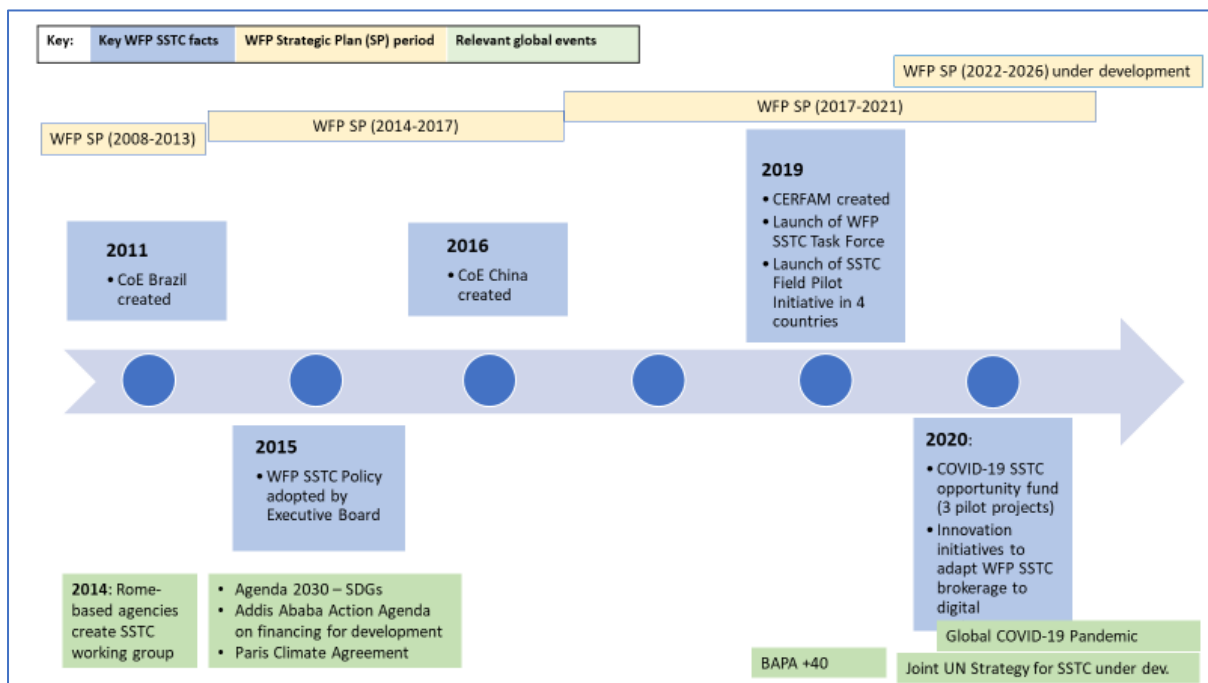 Key: Key WFP SSTC facts WFP Strategic Plan (SP) period Relevant global events
WFP SP (2022-2026) under development
WFP SP (2017-2021)
WFP SP (2014-2017)
WFP SP (2008-2013)
2011
• CoE Brazil
created
2016
• CoE China
created
2019
• CERFAM created
• Launch of WFP
SSTC Task Force
• Launch of SSTC
Field Pilot
Initiative in 4
countries
2015
• WFP SSTC Policy
adopted by
Executive Board
2020:
• COVID-19 SSTC
opportunity fund
(3 pilot projects)
• Innovation
initiatives to
adapt WFP SSTC
brokerage to
digital
2014: Rome-
based agencies
create SSTC
working group
• Agenda 2030 – SDGs
• Addis Ababa Action Agenda
on financing for development
• Paris Climate Agreement
Global COVID-19 Pandemic
BAPA +40
Joint UN Strategy for SSTC under dev.